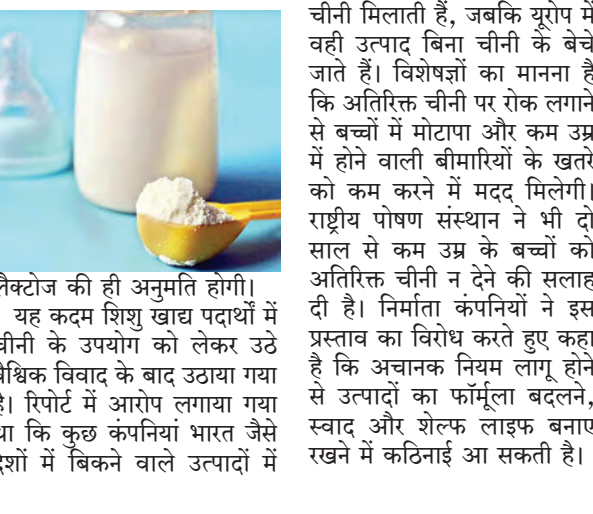 लैक्टोज की ही अनुमति होगी।
यह कदम शिशु खाद्य पदार्थों में
चीनी के उपयोग को लेकर उठे
वैश्विक विवाद के बाद उठाया गया
है। रिपोर्ट में आरोप लगाया गया
था कि कुछ कंपनियां भारत जैसे
देशों में बिकने वाले उत्पादों में
चीनी मिलाती हैं, जबकि यूरोप में
वही उत्पाद बिना चीनी के बेचे
जाते हैं। विशेषज्ञों का मानना है
कि अतिरिक्त चीनी पर रोक लगाने
से बच्चों में मोटापा और कम उम्र
में होने वाली बीमारियों के खतरे
को कम करने में मदद मिलेगी।
राष्ट्रीय पोषण संस्थान ने भी दो
साल से कम उम्र के बच्चों को
अतिरिक्त चीनी न देने की सलाह
दी है। निर्माता कंपनियों ने इस
प्रस्ताव का विरोध करते हुए कहा
है कि अचानक नियम लागू होने
से उत्पादों का फॉर्मूला बदलने,
स्वाद और शेल्फ लाइफ बनाए
रखने में कठिनाई आ सकती है।